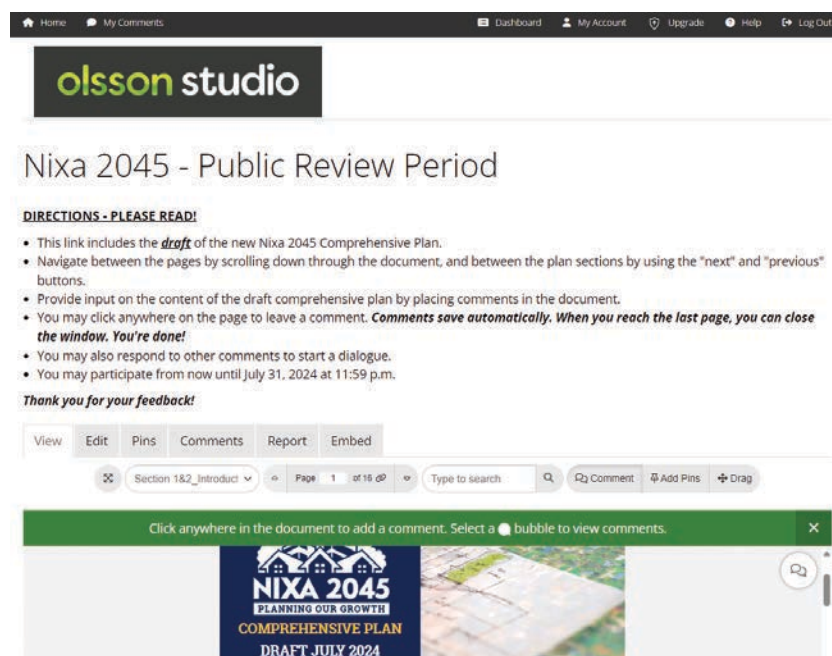 Home My Comments Dashboard My Account Upgrade Help Log Out
olsson studio
Nixa 2045 - Public Review Period
DIRECTIONS - PLEASE READ!
• This link includes the draft of the new Nixa 2045 Comprehensive Plan.
• Navigate between the pages by scrolling down through the document, and between the plan sections by using the "next" and "previous"
buttons.
• Provide input on the content of the draft comprehensive plan by placing comments in the document.
• You may click anywhere on the page to leave a comment. Comments save automatically. When you reach the last page, you can close
the window. You're done!
• You may also respond to other comments to start a dialogue.
• You may participate from now until July 31, 2024 at 11:59 p.m.
Thank you for your feedback!
View Edit Pins Comments Report Embed
Section 1&2_Introduct Page 1 of 16 Type to search Comment Add Pins Drag
Click anywhere in the document to add a comment. Select a bubble to view comments.
NIXA 2045
PLANNING OUR GROWTH
COMPREHENSIVE PLAN
DRAFT JULY 2024